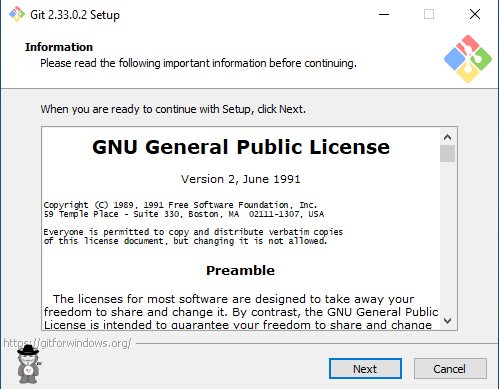 Git 2.33.0.2 Setup
Information
Please read the following important information before continuing.
When you are ready to continue with Setup, click Next.
GNU General Public License
Version 2, June 1991
Copyright (C) 1989, 1991 Free Software Foundation, Inc.
59 Temple Place - Suite 330, Boston, MA  02111-1307, USA
Everyone is permitted to copy and distribute verbatim copies
of this license document, but changing it is not allowed.
Preamble
The licenses for most software are designed to take away your
freedom to share and change it. By contrast, the GNU General Public
License is intended to guarantee your freedom to share and change
https://gitforwindows.org/
Next
Cancel